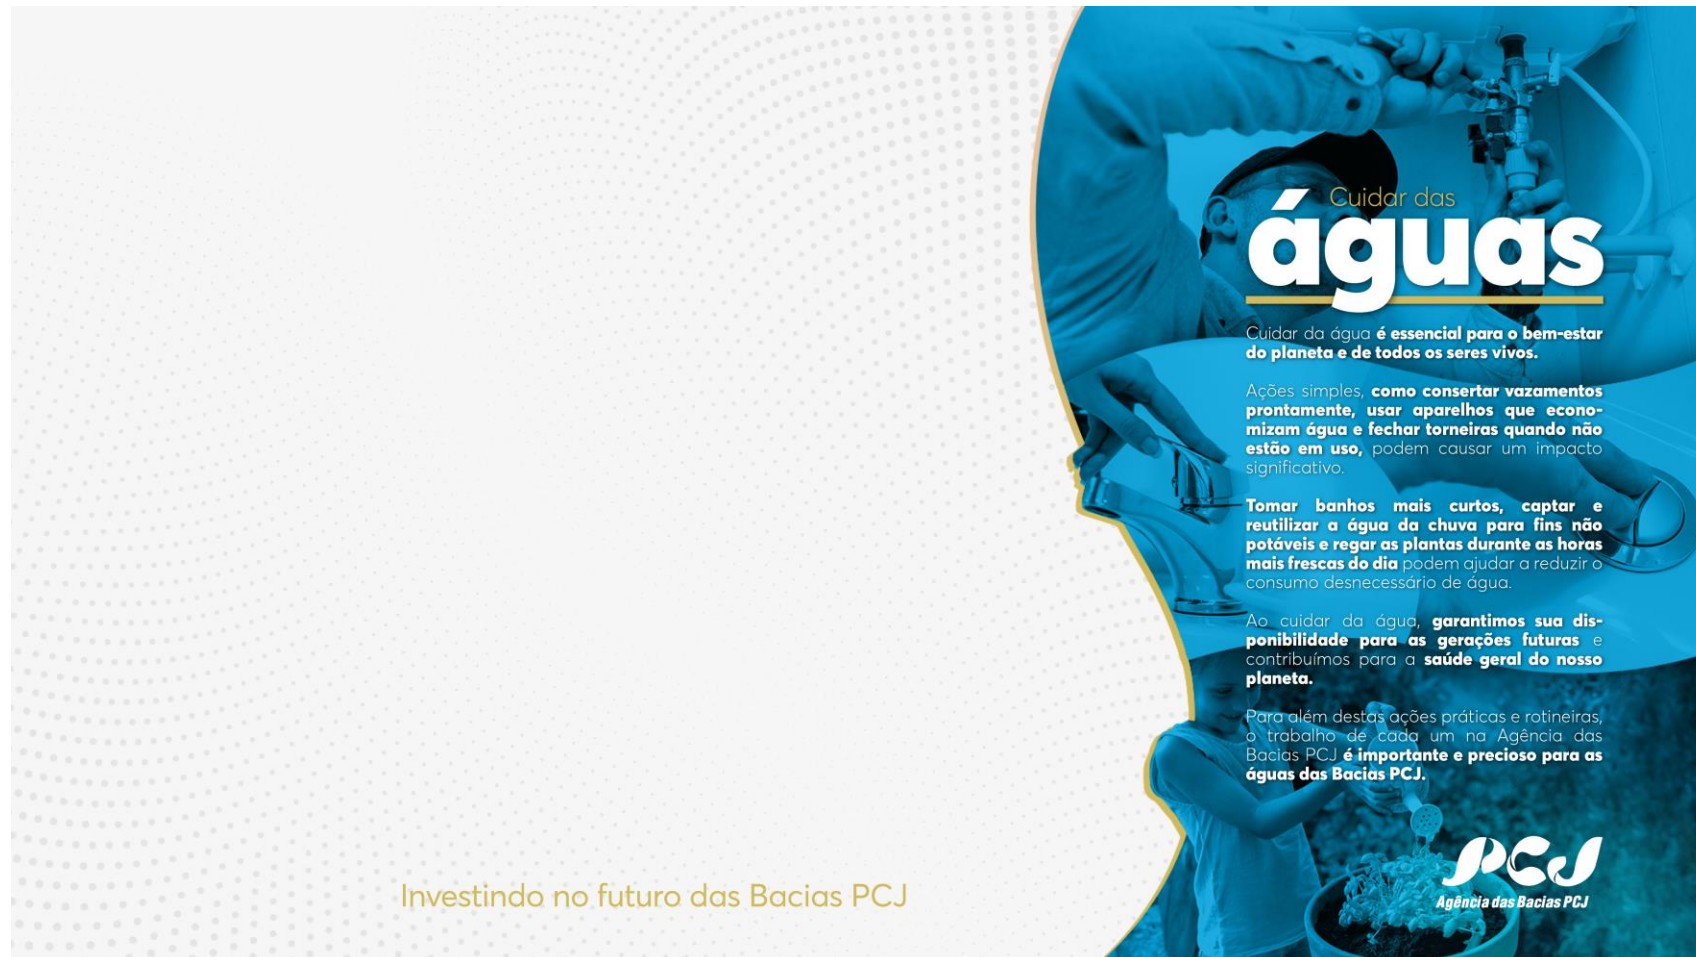 Cuidar das
águas
Cuidar da água é essencial para o bem-estar
do planeta e de todos os seres vivos.
Ações simples, como consertar vazamentos
prontamente, usar aparelhos que econo-
mizam água e fechar torneiras quando não
estão em uso, podem causar um impacto
significativo.
Tomar banhos mais curtos, captar e
reutilizar a água da chuva para fins não
potáveis e regar as plantas durante as horas
mais frescas do dia podem ajudar a reduzir o
consumo desnecessário de água.
Ao cuidar da água, garantimos sua dis-
ponibilidade para as gerações futuras e
contribuímos para a saúde geral do nosso
planeta.
Para além destas ações práticas e rotineiras,
o trabalho de cada um na Agência das
Bacias PCJ é importante e precioso para as
águas das Bacias PCJ.
PCJ
Agência das Bacias PCJ
Investindo no futuro das Bacias PCJ